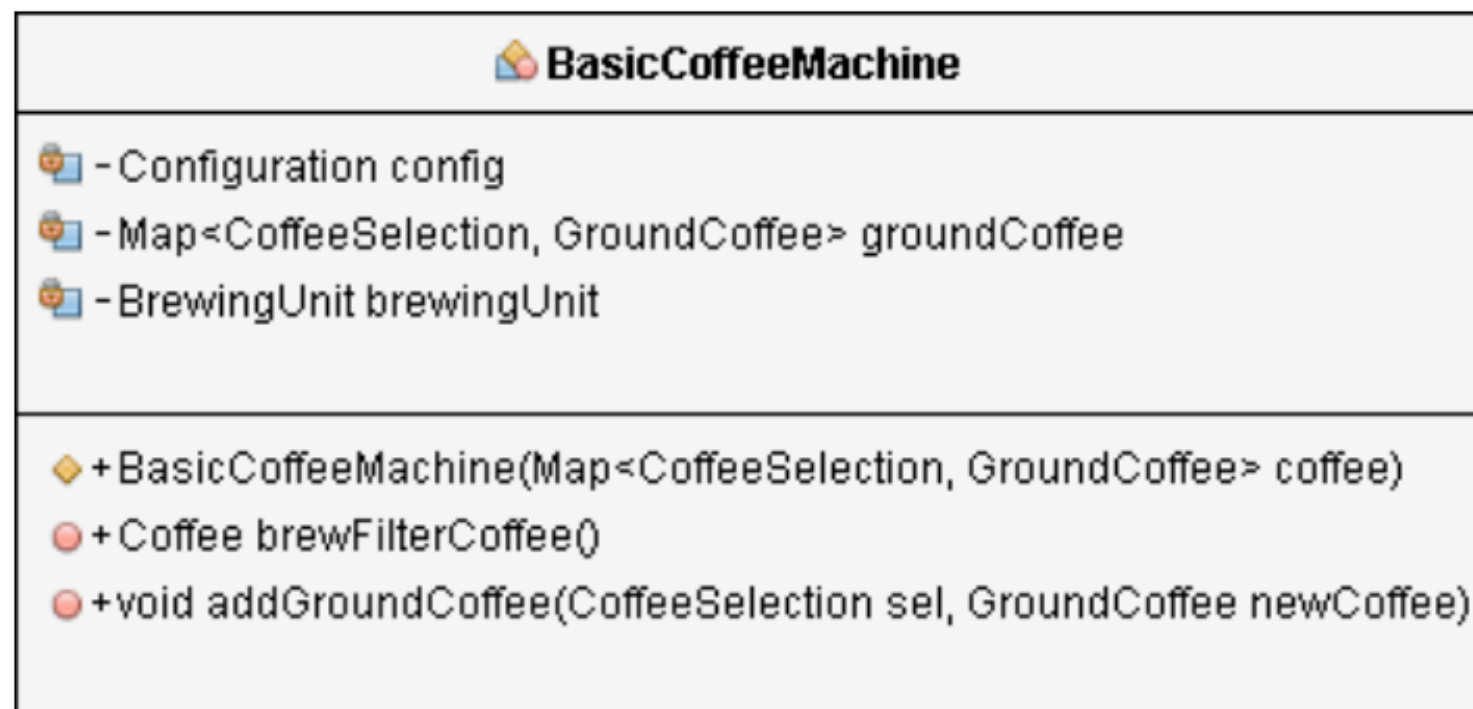 BasicCoffeeMachine
-Configuration config
-Map<CoffeeSelection, GroundCoffee> groundCoffee
-BrewingUnit brewingUnit
+BasicCoffeeMachine(Map<CoffeeSelection, GroundCoffee> coffee)
+Coffee brewFilterCoffee()
+void addGroundCoffee(CoffeeSelection sel, GroundCoffee newCoffee)